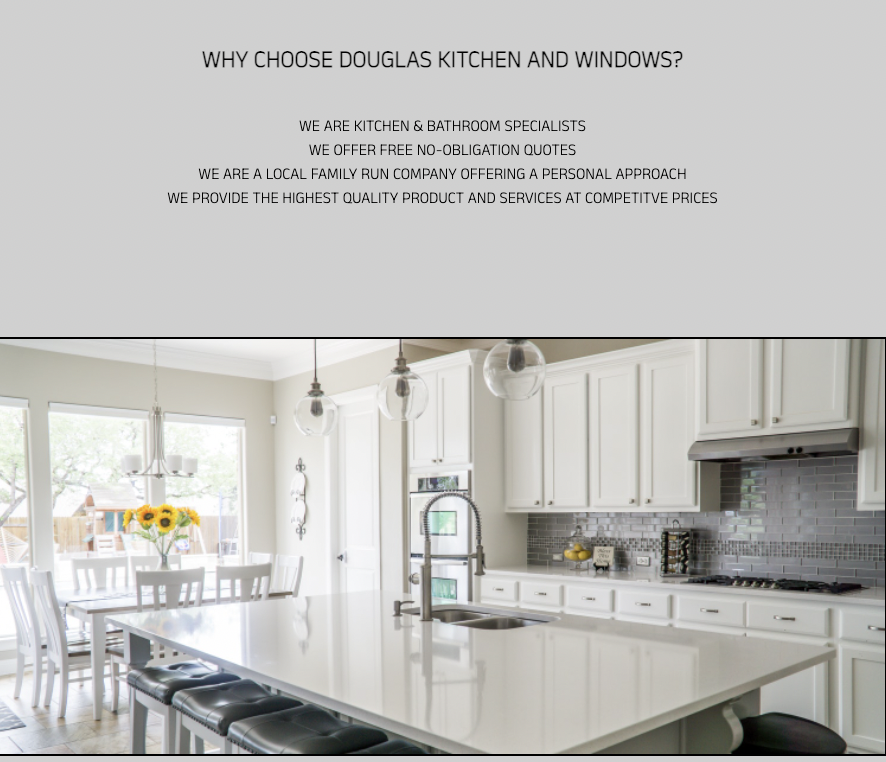 WHY CHOOSE DOUGLAS KITCHEN AND WINDOWS?
WE ARE KITCHEN & BATHROOM SPECIALISTS
WE OFFER FREE NO-OBLIGATION QUOTES
WE ARE A LOCAL FAMILY RUN COMPANY OFFERING A PERSONAL APPROACH
WE PROVIDE THE HIGHEST QUALITY PRODUCT AND SERVICES AT COMPETITVE PRICES